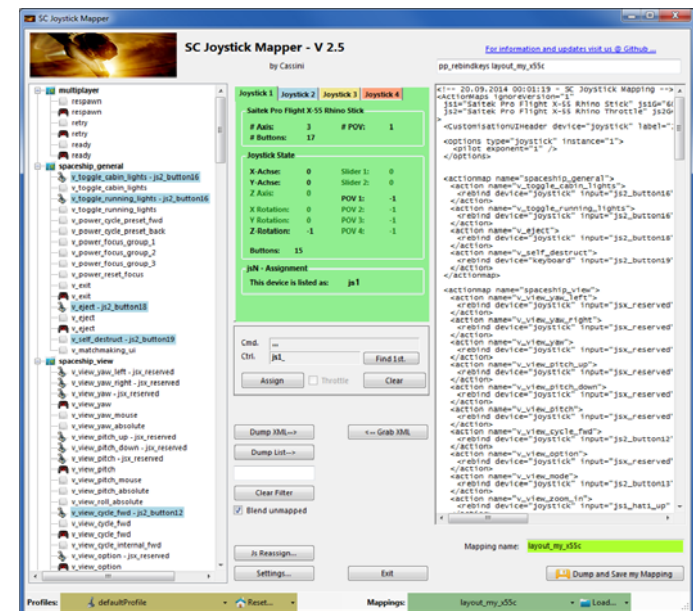 SC Joystick Mapper
SC Joystick Mapper - V 2.5
by Cassini
For information and updates visit us @ Github ...
pp_rebindkeys layout_my_x55c
multiplayer
respawn
respawn
retry
retry
ready
ready
spaceship_general
v_toggle_cabin_lights - js2_button16
v_toggle_cabin_lights
v_toggle_running_lights - js2_button16
v_toggle_running_lights
v_power_cycle_preset_fwd
v_power_cycle_preset_back
v_power_focus_group_1
v_power_focus_group_2
v_power_focus_group_3
v_power_reset_focus
v_exit
v_exit
v_eject - js2_button18
v_eject
v_eject
v_self_destruct - js2_button19
v_matchmaking_ui
spaceship_view
v_view_yaw_left - jsx_reserved
v_view_yaw_right - jsx_reserved
v_view_yaw - jsx_reserved
v_view_yaw
v_view_yaw_mouse
v_view_yaw_absolute
v_view_pitch_up - jsx_reserved
v_view_pitch_down - jsx_reserved
v_view_pitch - jsx_reserved
v_view_pitch
v_view_pitch_mouse
v_view_pitch_absolute
v_view_roll_absolute
v_view_cycle_fwd - js2_button12
v_view_cycle_fwd
v_view_cycle_fwd
v_view_cycle_internal_fwd
v_view_option - jsx_reserved
v_view_option
Joystick 1 Joystick 2 Joystick 3 Joystick 4
Saitek Pro Flight X-55 Rhino Stick
# Axis: 3 # POV: 1
# Buttons: 17
Joystick State
X-Achse: 0 Slider 1: 0
Y-Achse: 0 Slider 2: 0
Z Axis: 0 POV 1: -1
X Rotation: 0 POV 2: -1
Y Rotation: 0 POV 3: -1
Z-Rotation: -1 POV 4: -1
Buttons: 15
jsN - Assignment
This device is listed as: js1
Cmd. ...
Ctrl. js1_ Find 1st.
Assign Throttle Clear
Dump XML--> <-- Grab XML
Dump List-->
Clear Filter
Blend unmapped
Js Reassign...
Settings... Exit
<!-- 20.09.2014 00:01:19 - SC Joystick Mapping -->
<ActionMaps ignoreVersion="1"
js1="Saitek Pro Flight X-55 Rhino Stick" js1G="6
js2="Saitek Pro Flight X-55 Rhino Throttle" js2G
>
<CustomisationUIHeader device="joystick" label="
<options type="joystick" instance="1">
<pilot exponent="1" />
</options>
<actionmap name="spaceship_general">
<action name="v_toggle_cabin_lights">
<rebind device="joystick" input="js2_button16"
</action>
<action name="v_toggle_running_lights">
<rebind device="joystick" input="js2_button16"
</action>
<action name="v_eject">
<rebind device="joystick" input="js2_button18"
</action>
<action name="v_self_destruct">
<rebind device="keyboard" input="js2_button19"
</action>
</actionmap>
<actionmap name="spaceship_view">
<action name="v_view_yaw_left">
<rebind device="joystick" input="jsx_reserved"
</action>
<action name="v_view_yaw_right">
<rebind device="joystick" input="jsx_reserved"
</action>
<action name="v_view_yaw">
<rebind device="joystick" input="jsx_reserved"
</action>
<action name="v_view_pitch_up">
<rebind device="joystick" input="jsx_reserved"
</action>
<action name="v_view_pitch_down">
<rebind device="joystick" input="jsx_reserved"
</action>
<action name="v_view_pitch">
<rebind device="joystick" input="jsx_reserved"
</action>
<action name="v_view_cycle_fwd">
<rebind device="joystick" input="js2_button12"
</action>
<action name="v_view_option">
<rebind device="joystick" input="jsx_reserved"
</action>
<action name="v_view_mode">
<rebind device="joystick" input="js2_button13"
</action>
<action name="v_view_zoom_in">
<rebind device="joystick" input="js1_hat1_up"
Mapping name: layout_my_x55c
Dump and Save my Mapping
Profiles: defaultProfile Reset... Mappings: layout_my_x55c Load...